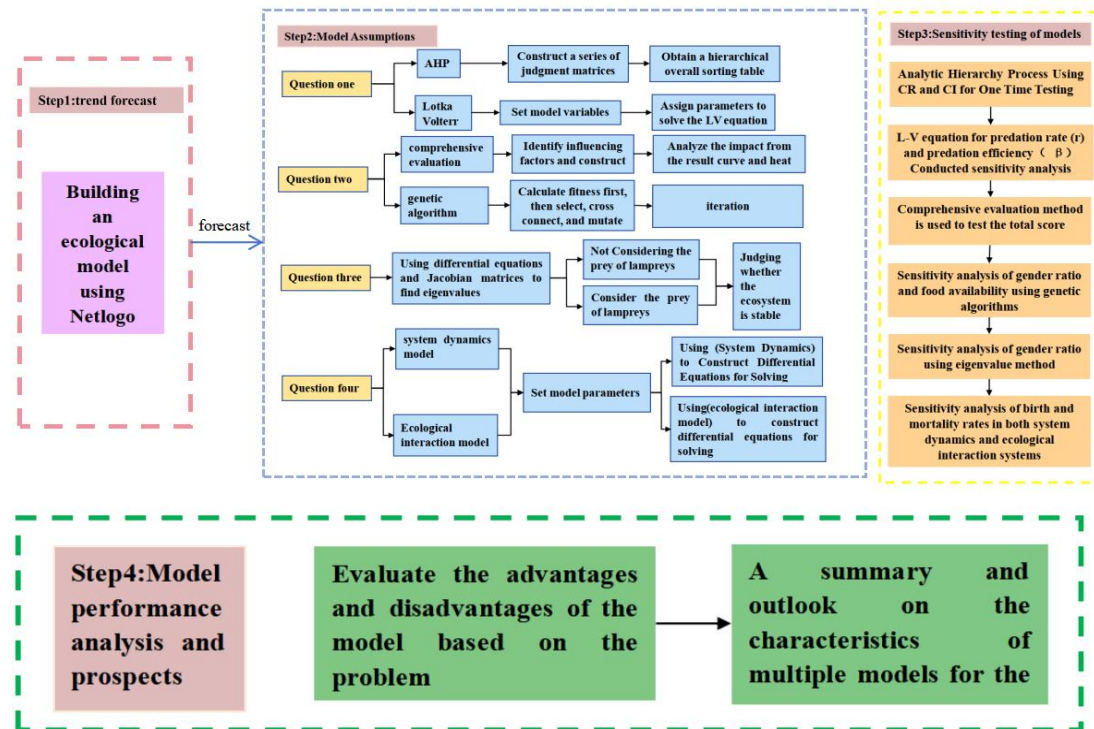 Step1:trend forecast
Building
an
ecological
model
using
Netlogo
forecast
Step2:Model Assumptions
Question one
AHP
Construct a series of
judgment matrices
Obtain a hierarchical
overall sorting table
Lotka
Volterr
Set model variables
Assign parameters to
solve the LV equation
Question two
comprehensive
evaluation
Identify influencing
factors and construct
Analyze the impact from
the result curve and heat
genetic
algorithm
Calculate fitness first,
then select, cross
connect, and mutate
iteration
Question three
Using differential equations
and Jacobian matrices to
find eigenvalues
Not Considering the
prey of lampreys
Consider the prey
of lampreys
Judging
whether
the
ecosystem
is stable
Question four
system dynamics
model
Ecological
interaction model
Set model parameters
Using (System Dynamics)
to Construct Differential
Equations for Solving
Using(ecological interaction
model) to construct
differential equations for
solving
Step3:Sensitivity testing of models
Analytic Hierarchy Process Using
CR and CI for One Time Testing
L-V equation for predation rate (r)
and predation efficiency（ β）
Conducted sensitivity analysis
Comprehensive evaluation method
is used to test the total score
Sensitivity analysis of gender ratio
and food availability using genetic
algorithms
Sensitivity analysis of gender ratio
using eigenvalue method
Sensitivity analysis of birth and
mortality rates in both system
dynamics and ecological
interaction systems
Step4:Model
performance
analysis and
prospects
Evaluate the advantages
and disadvantages of the
model based on the
problem
A summary and
outlook on the
characteristics of
multiple models for the